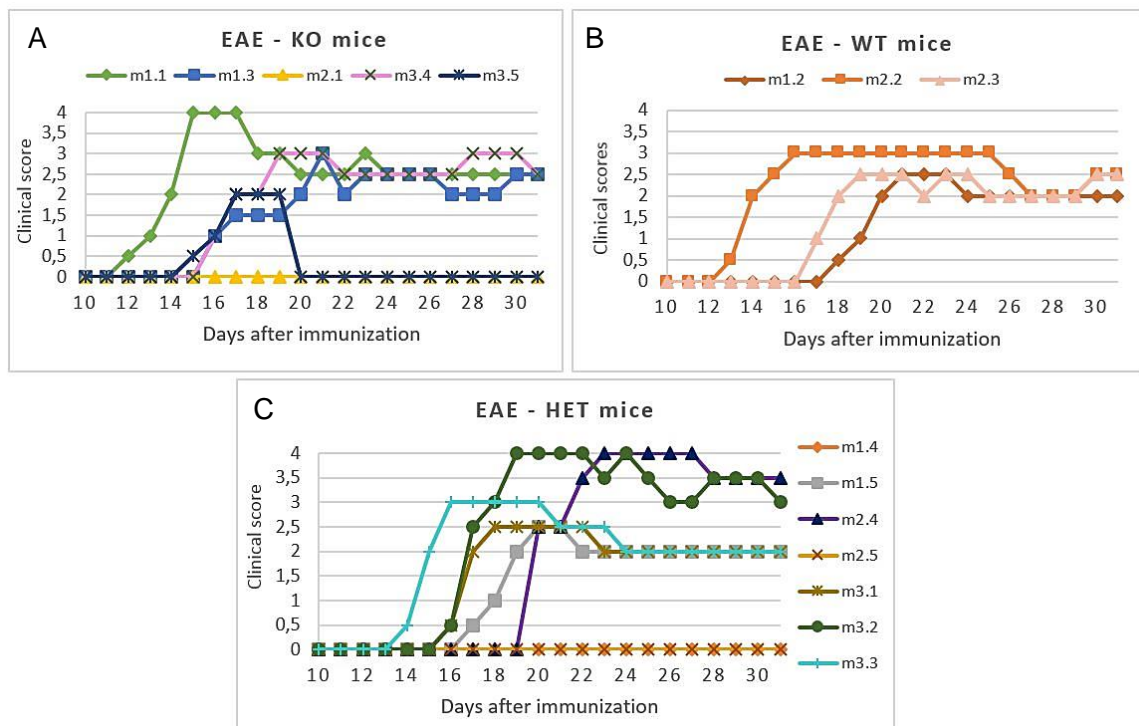 A
EAE - KO mice
m1.1 m1.3 m2.1 m3.4 m3.5
Clinical score
4
3,5
3
2,5
2
1,5
1
0,5
0
10 12 14 16 18 20 22 24 26 28 30
Days after immunization
B
EAE - WT mice
m1.2 m2.2 m2.3
Clinical scores
4
3,5
3
2,5
2
1,5
1
0,5
0
10 12 14 16 18 20 22 24 26 28 30
Days after immunization
C
EAE - HET mice
Clinical score
4
3,5
3
2,5
2
1,5
1
0,5
0
10 12 14 16 18 20 22 24 26 28 30
Days after immunization
m1.4
m1.5
m2.4
m2.5
m3.1
m3.2
m3.3